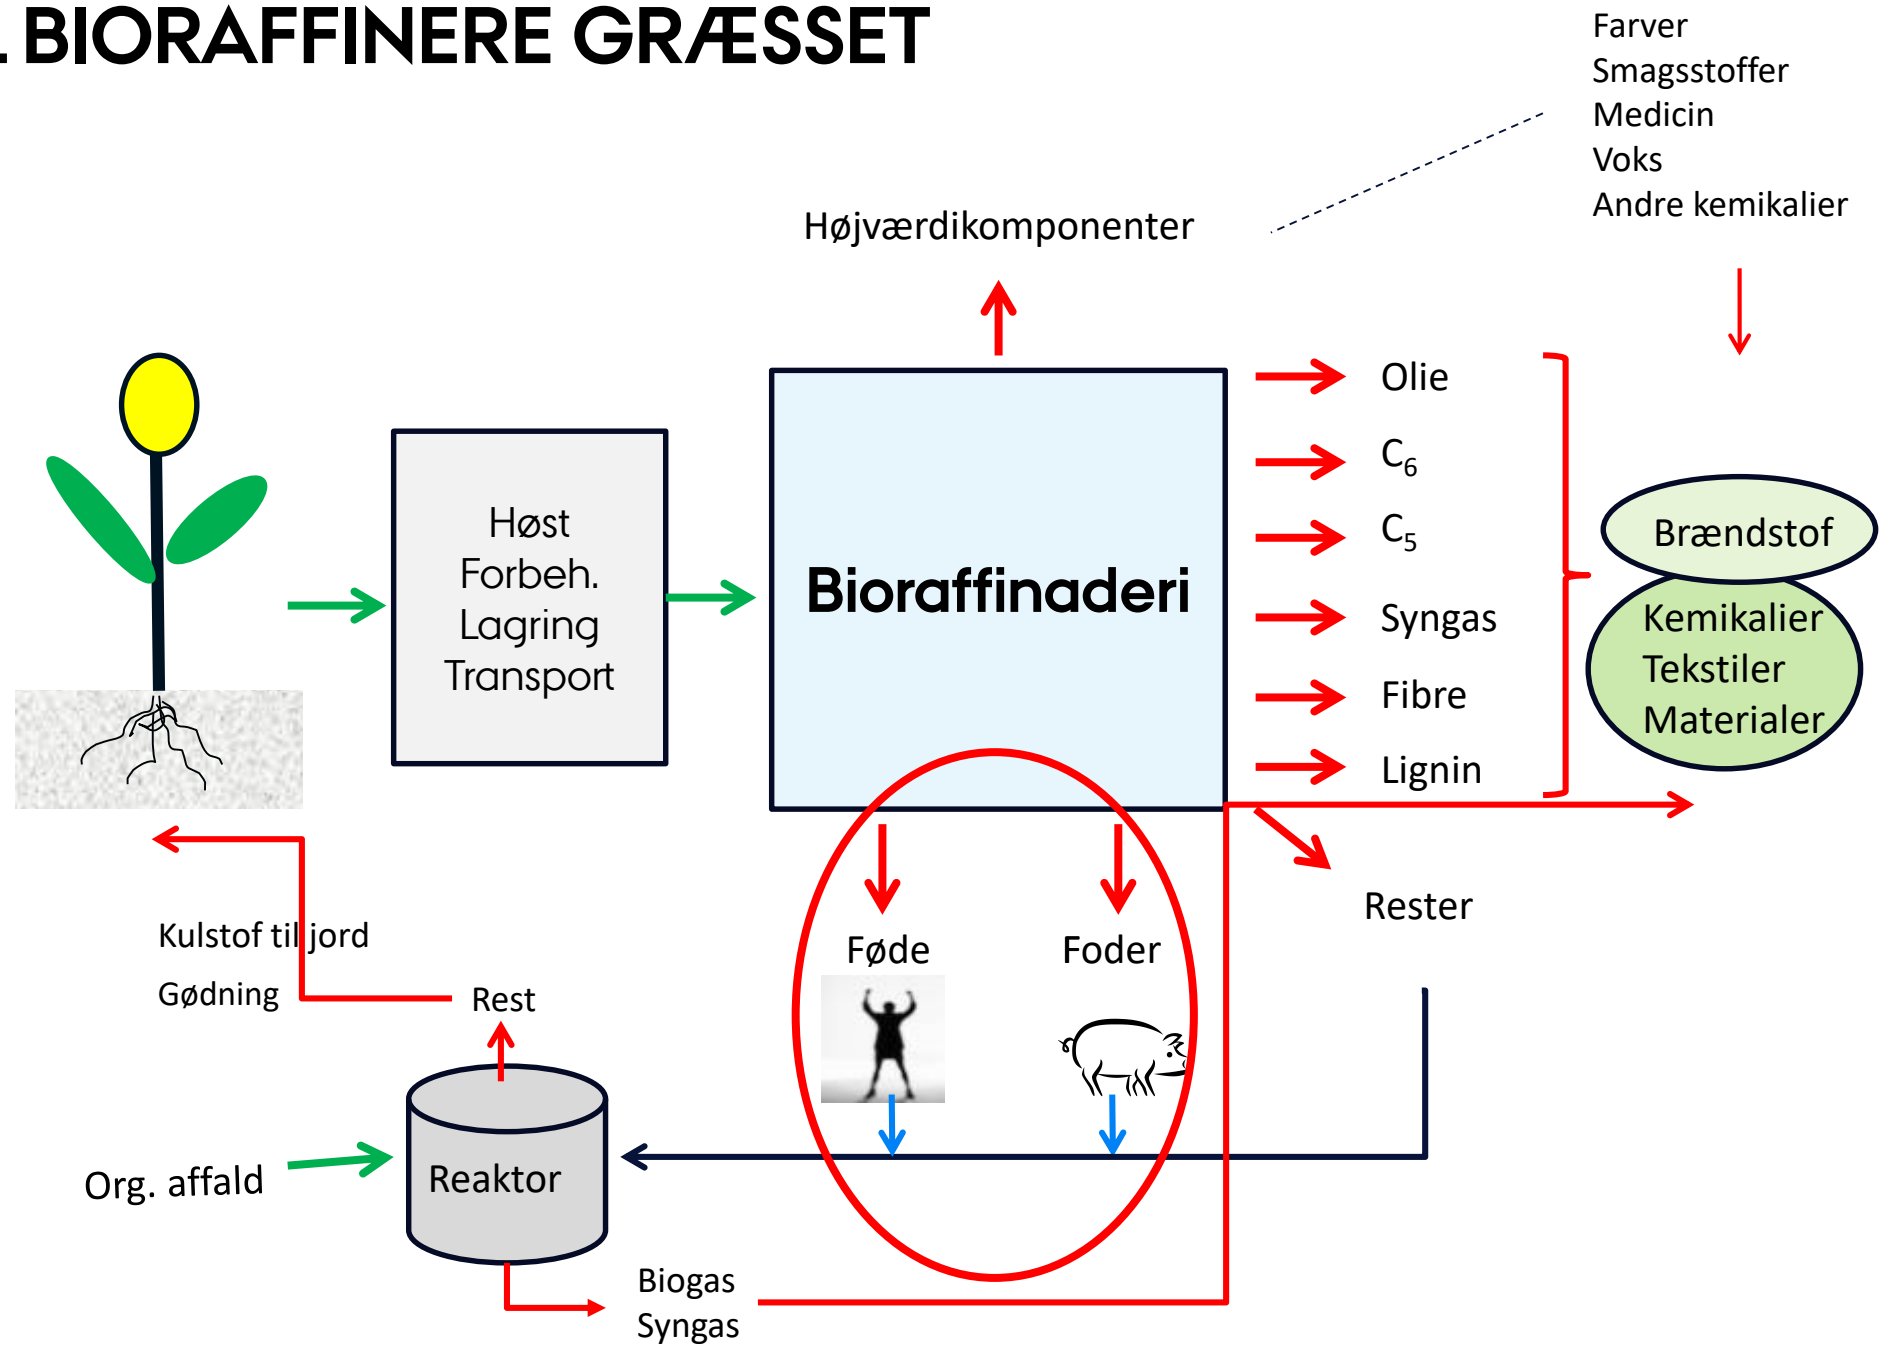 . BIORAFFINERE GRÆSSET
Farver
Smagsstoffer
Medicin
Voks
Andre kemikalier
Højværdikomponenter
Høst
Forbeh.
Lagring
Transport
Bioraffinaderi
Olie
C₆
C₅
Syngas
Fibre
Lignin
Brændstof
Kemikalier
Tekstiler
Materialer
Rester
Føde
Foder
Kulstof til jord
Gødning
Rest
Org. affald
Reaktor
Biogas
Syngas